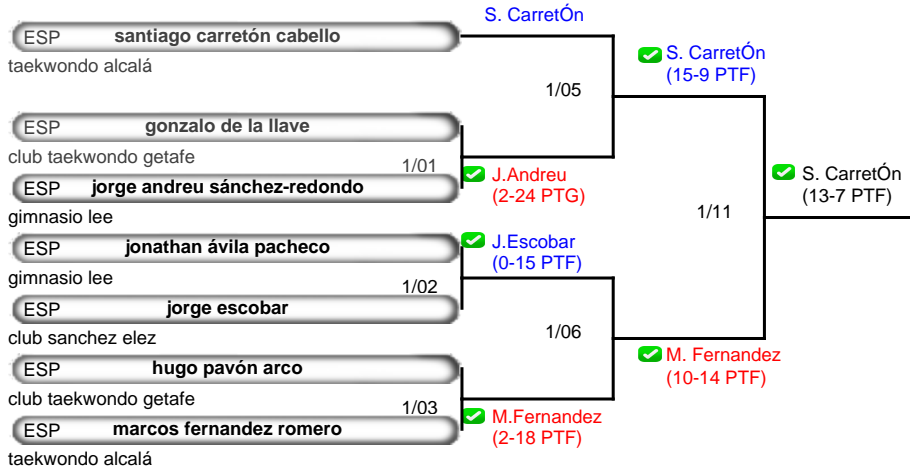 S. CarretÓn
ESP santiago carretón cabello
taekwondo alcalá
S. CarretÓn
(15-9 PTF)
1/05
ESP gonzalo de la llave
club taekwondo getafe
1/01
ESP jorge andreu sánchez-redondo
gimnasio lee
J.Andreu
(2-24 PTG)
S. CarretÓn
(13-7 PTF)
1/11
ESP jonathan ávila pacheco
gimnasio lee
J.Escobar
(0-15 PTF)
1/02
ESP jorge escobar
club sanchez elez
1/06
M. Fernandez
(10-14 PTF)
ESP hugo pavón arco
club taekwondo getafe
1/03
ESP marcos fernandez romero
taekwondo alcalá
M.Fernandez
(2-18 PTF)